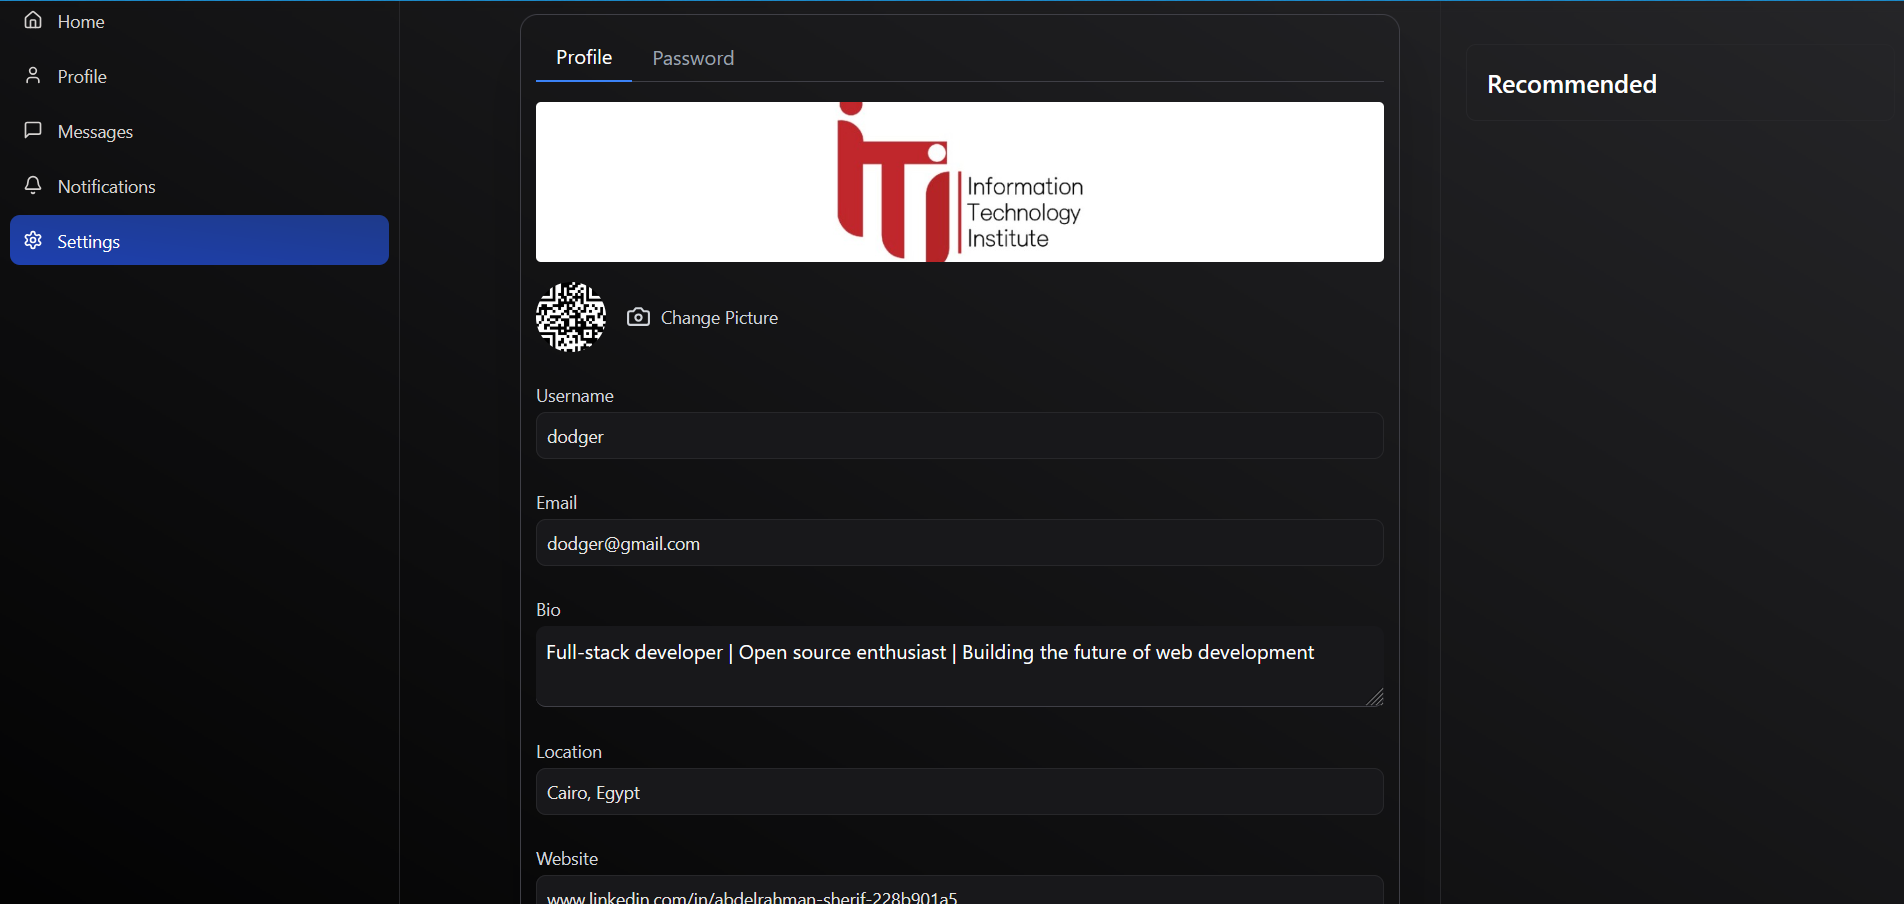 Home
Profile
Messages
Notifications
Settings
Profile
Password
iTi
Information
Technology
Institute
Change Picture
Username
dodger
Email
dodger@gmail.com
Bio
Full-stack developer | Open source enthusiast | Building the future of web development
Location
Cairo, Egypt
Website
www.linkedin.com/in/abdelrahman-sherif-228b901a5
Recommended